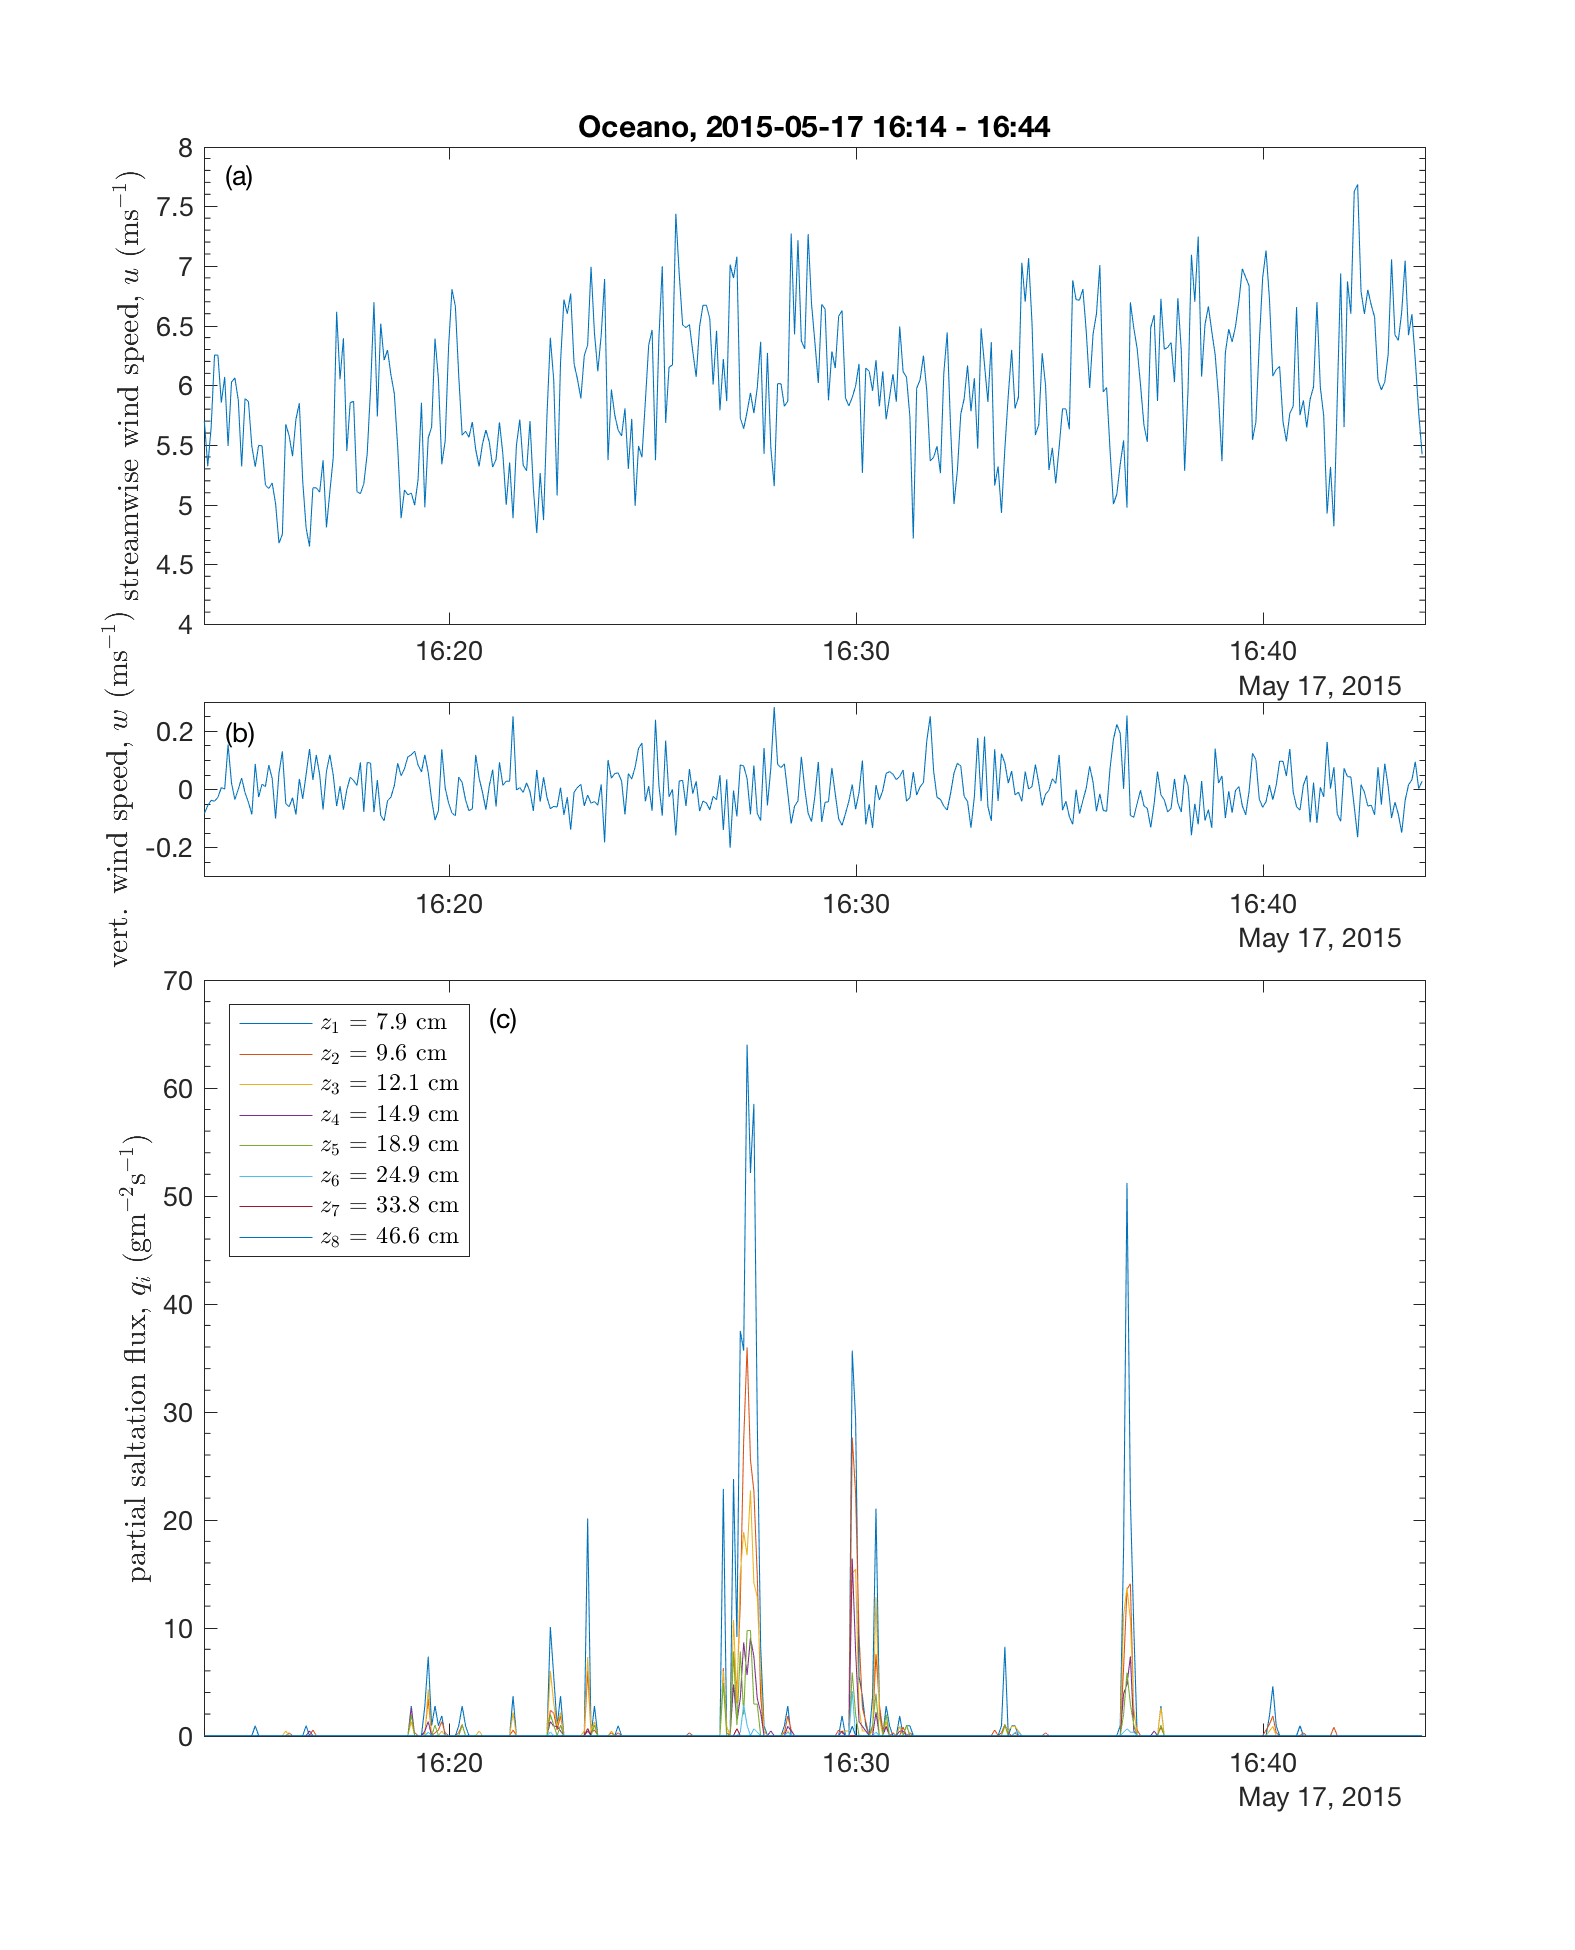 Oceano, 2015-05-17 16:14 - 16:44
(a)
streamwise wind speed, u (ms⁻¹)
8
7.5
7
6.5
6
5.5
5
4.5
4
16:20 16:30 16:40
May 17, 2015
(b)
vert. wind speed, w (ms⁻¹)
0.2
0
-0.2
16:20 16:30 16:40
May 17, 2015
(c)
partial saltation flux, qᵢ (gm⁻²s⁻¹)
70
60
50
40
30
20
10
0
z₁ = 7.9 cm
z₂ = 9.6 cm
z₃ = 12.1 cm
z₄ = 14.9 cm
z₅ = 18.9 cm
z₆ = 24.9 cm
z₇ = 33.8 cm
z₈ = 46.6 cm
16:20 16:30 16:40
May 17, 2015